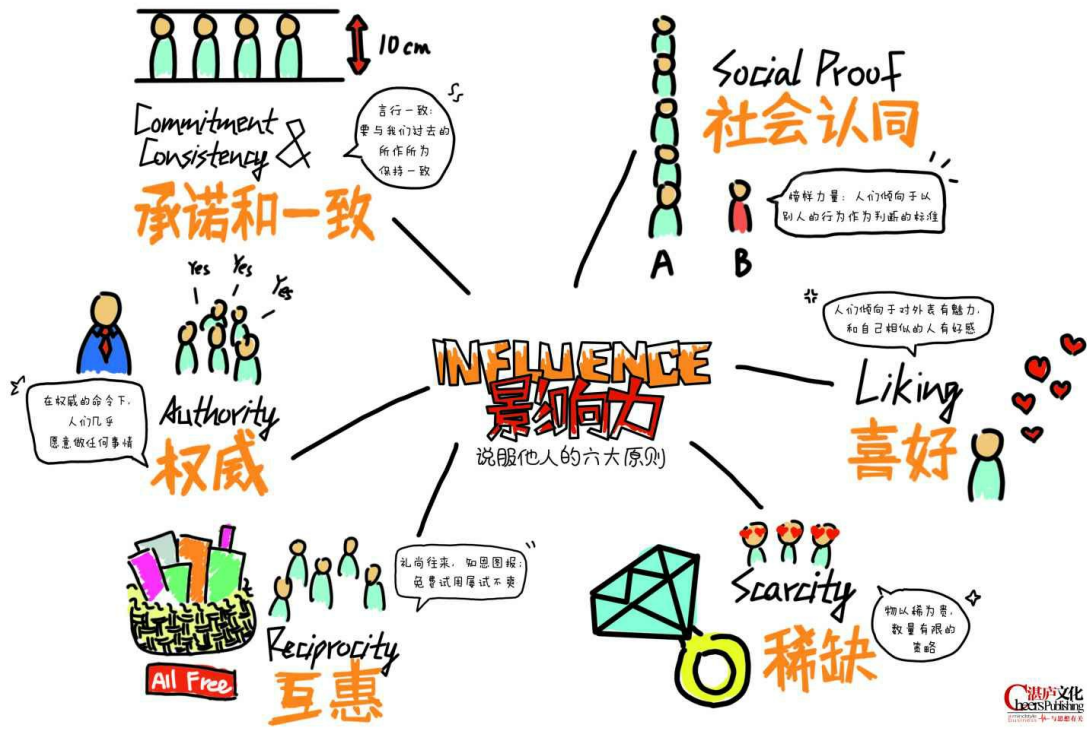 10cm
Commitment &
Consistency
承诺和一致
言行一致：
要与我们过去的
所作所为
保持一致
Social Proof
社会认同
榜样力量：人们倾向于以
别人的行为作为判断的标准
A
B
Yes
Yes
Yes
Authority
权威
在权威的命令下，
人们几乎
愿意做任何事情
INFLUENCE
影响力
说服他人的六大原则
人们倾向于对外表有魅力，
和自己相似的人有好感
Liking
喜好
All Free
Reciprocity
互惠
礼尚往来，知恩图报；
免费试用屡试不爽
Scarcity
稀缺
物以稀为贵，
数量有限的
策略
湛庐文化
Cheers Publishing
a mindstyle business
与思想有关